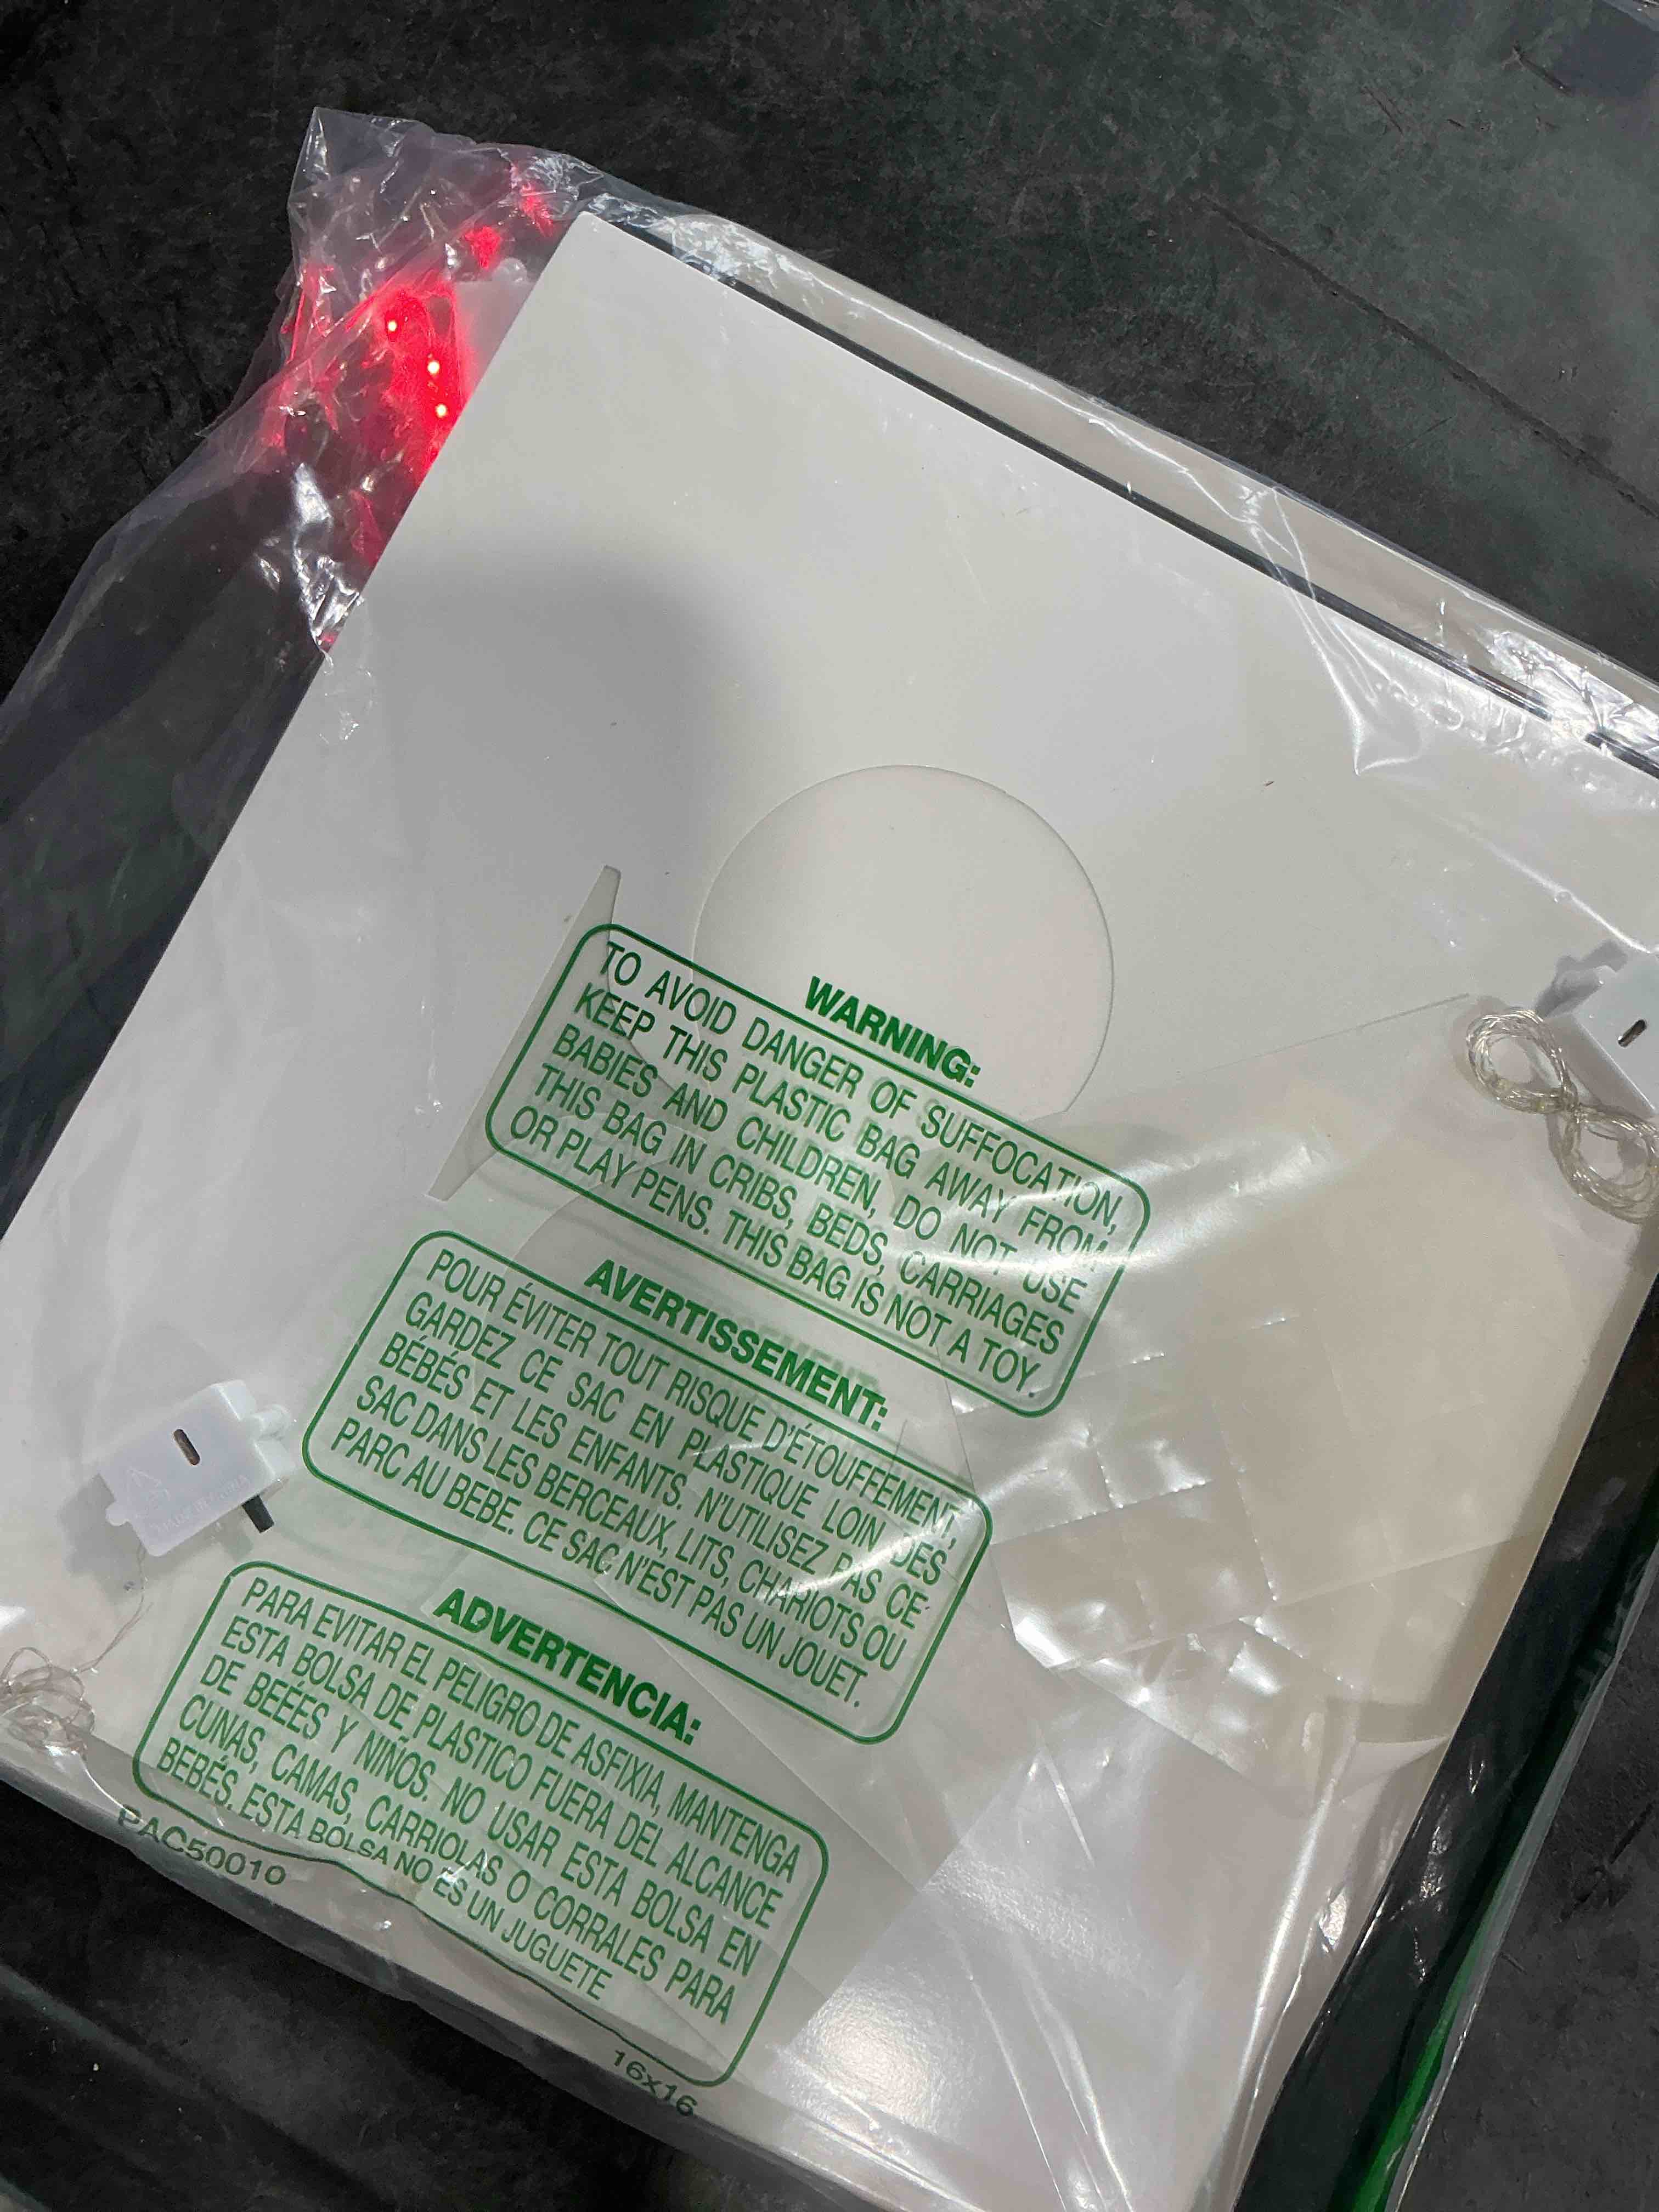 WARNING:
TO AVOID DANGER OF SUFFOCATION,
KEEP THIS PLASTIC BAG AWAY FROM
BABIES AND CHILDREN, DO NOT USE
THIS BAG IN CRIBS, BEDS, CARRIAGES
OR PLAY PENS. THIS BAG IS NOT A TOY.
AVERTISSEMENT:
POUR ÉVITER TOUT RISQUE D'ÉTOUFFEMENT,
GARDEZ CE SAC EN PLASTIQUE LOIN DES
BÉBÉS ET LES ENFANTS. N'UTILISEZ PAS CE
SAC DANS LES BERCEAUX, LITS, CHARIOTS OU
PARC AU BEBE. CE SAC N'EST PAS UN JOUET.
ADVERTENCIA:
PARA EVITAR EL PELIGRO DE ASFIXIA, MANTENGA
ESTA BOLSA DE PLASTICO FUERA DEL ALCANCE
DE BEÉÉS Y NIÑOS. NO USAR ESTA BOLSA EN
CUNAS, CAMAS, CARRIOLAS O CORRALES PARA
BEBÉS. ESTA BOLSA NO ES UN JUGUETE
PAC50010
16x16